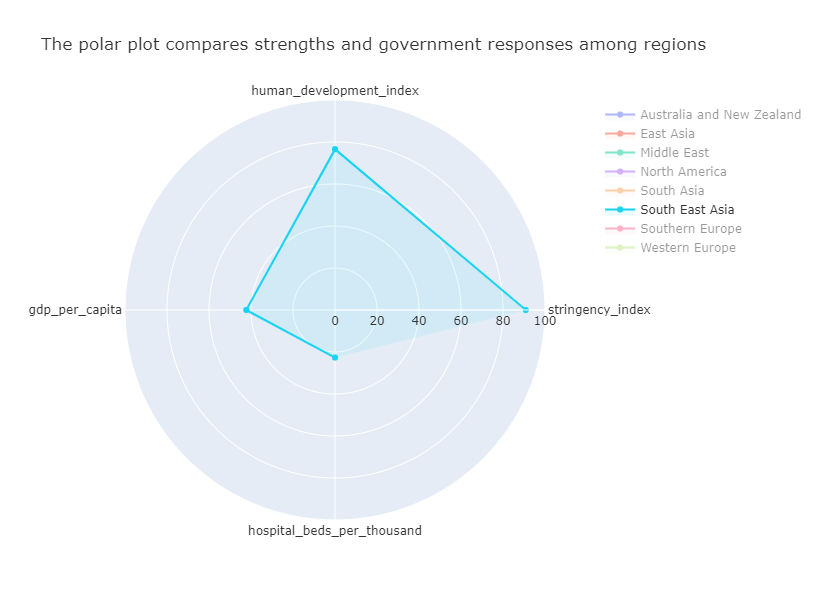 The polar plot compares strengths and government responses among regions
human_development_index
Australia and New Zealand
East Asia
Middle East
North America
South Asia
South East Asia
Southern Europe
Western Europe
gdp_per_capita
stringency_index
0 20 40 60 80 100
hospital_beds_per_thousand